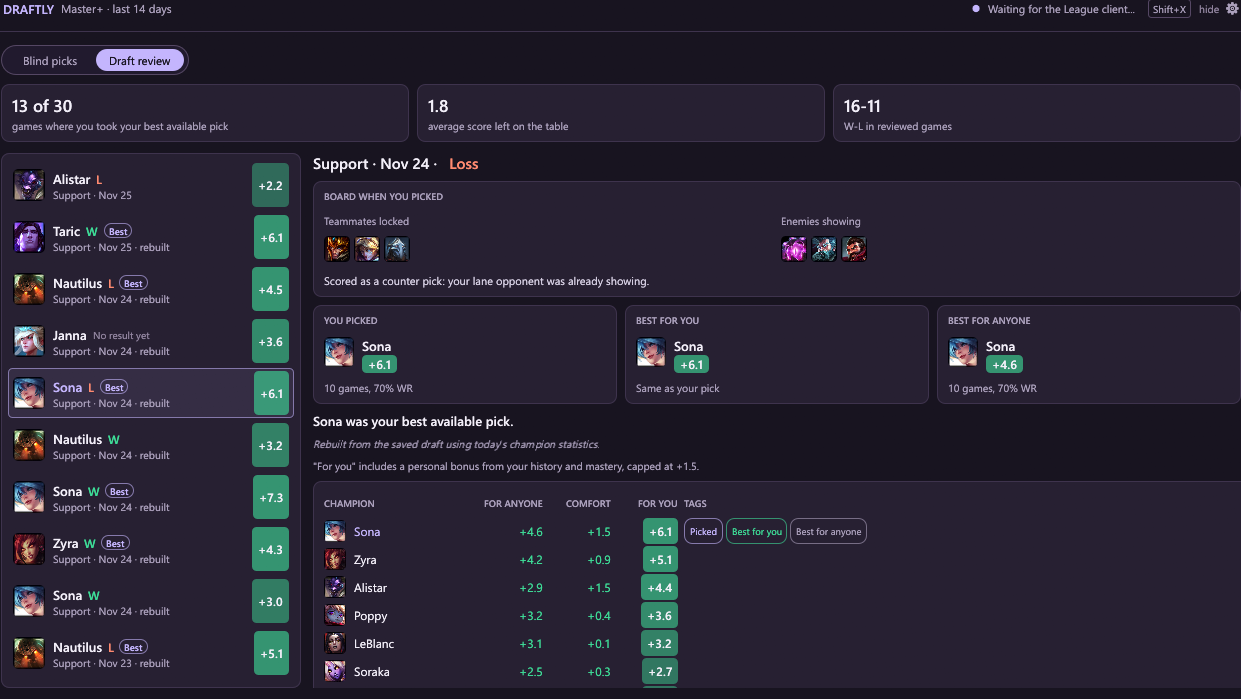 DRAFTLY Master+ · last 14 days
Waiting for the League client... Shift+X hide
Blind picks Draft review
13 of 30
games where you took your best available pick
1.8
average score left on the table
16-11
W-L in reviewed games
Alistar L
Support · Nov 25
+2.2
Taric W Best
Support · Nov 25 · rebuilt
+6.1
Nautilus L Best
Support · Nov 24 · rebuilt
+4.5
Janna No result yet
Support · Nov 24 · rebuilt
+3.6
Sona L Best
Support · Nov 24 · rebuilt
+6.1
Nautilus W
Support · Nov 24 · rebuilt
+3.2
Sona W Best
Support · Nov 24 · rebuilt
+7.3
Zyra W Best
Support · Nov 24 · rebuilt
+4.3
Sona W
Support · Nov 24 · rebuilt
+3.0
Nautilus L Best
Support · Nov 23 · rebuilt
+5.1
Support · Nov 24 · Loss
BOARD WHEN YOU PICKED
Teammates locked
Enemies showing
Scored as a counter pick: your lane opponent was already showing.
YOU PICKED
Sona
+6.1
10 games, 70% WR
BEST FOR YOU
Sona
+6.1
Same as your pick
BEST FOR ANYONE
Sona
+4.6
10 games, 70% WR
Sona was your best available pick.
Rebuilt from the saved draft using today's champion statistics.
"For you" includes a personal bonus from your history and mastery, capped at +1.5.
CHAMPION FOR ANYONE COMFORT FOR YOU TAGS
Sona +4.6 +1.5 +6.1 Picked Best for you Best for anyone
Zyra +4.2 +0.9 +5.1
Alistar +2.9 +1.5 +4.4
Poppy +3.2 +0.4 +3.6
LeBlanc +3.1 +0.1 +3.2
Soraka +2.5 +0.3 +2.7